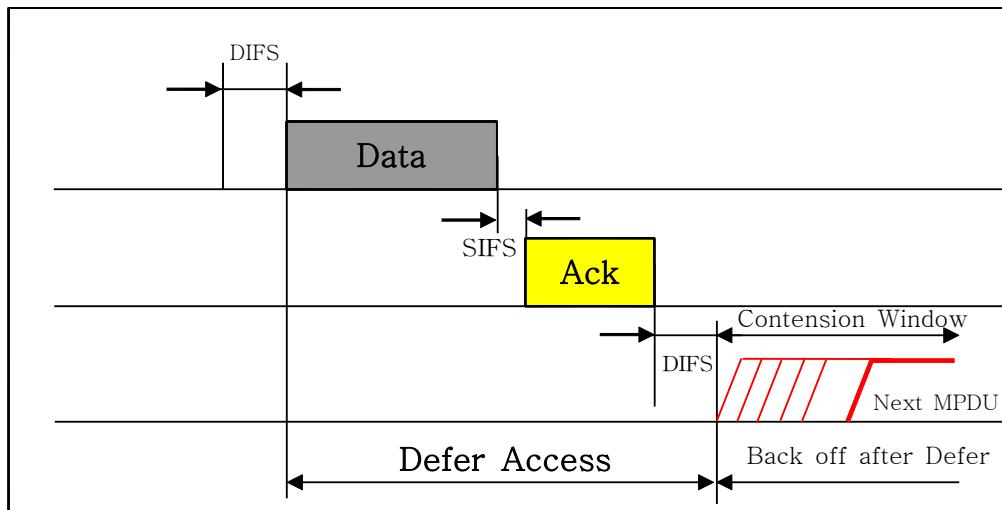 DIFS
Data
SIFS
Ack
Contension Window
DIFS
Next MPDU
Defer Access
Back off after Defer